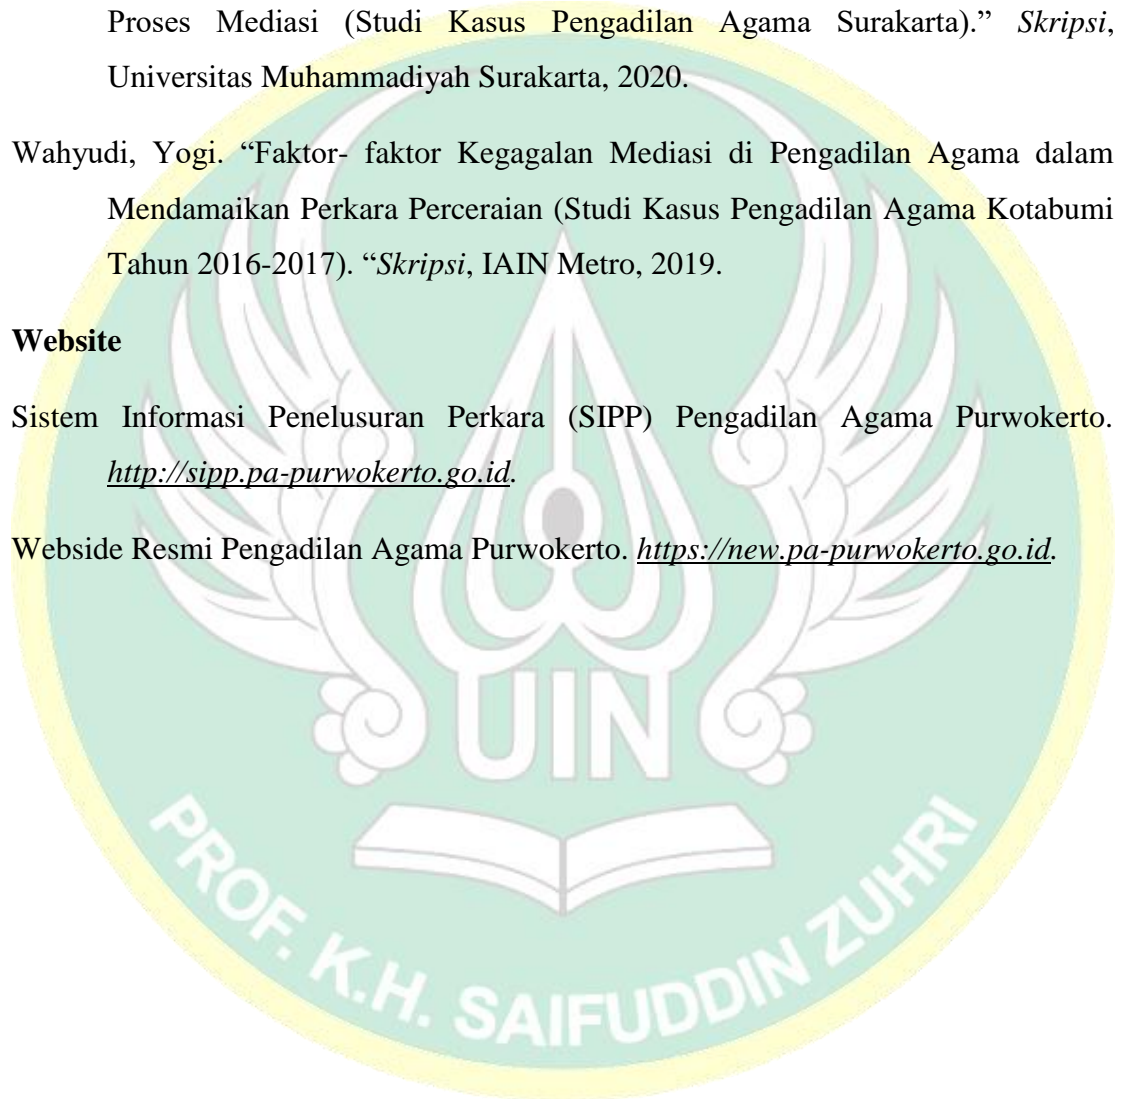 Proses Mediasi (Studi Kasus Pengadilan Agama Surakarta).” Skripsi,
Universitas Muhammadiyah Surakarta, 2020.
Wahyudi, Yogi. “Faktor- faktor Kegagalan Mediasi di Pengadilan Agama dalam
Mendamaikan Perkara Perceraian (Studi Kasus Pengadilan Agama Kotabumi
Tahun 2016-2017). “Skripsi, IAIN Metro, 2019.
Website
Sistem Informasi Penelusuran Perkara (SIPP) Pengadilan Agama Purwokerto.
http://sipp.pa-purwokerto.go.id.
Webside Resmi Pengadilan Agama Purwokerto. https://new.pa-purwokerto.go.id.
UIN
PROF. K.H. SAIFUDDIN ZUHRI